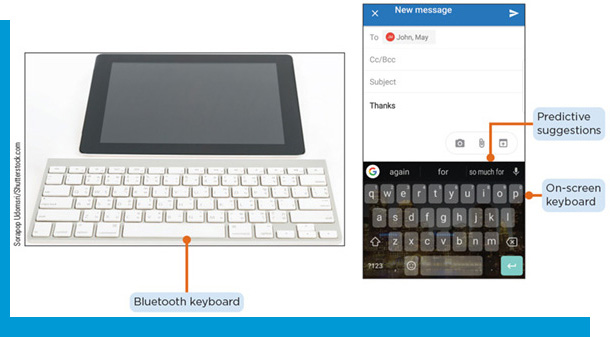 New message
To
John, May
Cc/Bcc
Subject
Thanks
Predictive
suggestions
again for so much for
q w e r t y u i o p
On-screen
keyboard
a s d f g h j k l
z x c v b n m
?123 , .
Bluetooth keyboard
Sorapop Udomsri/Shutterstock.com